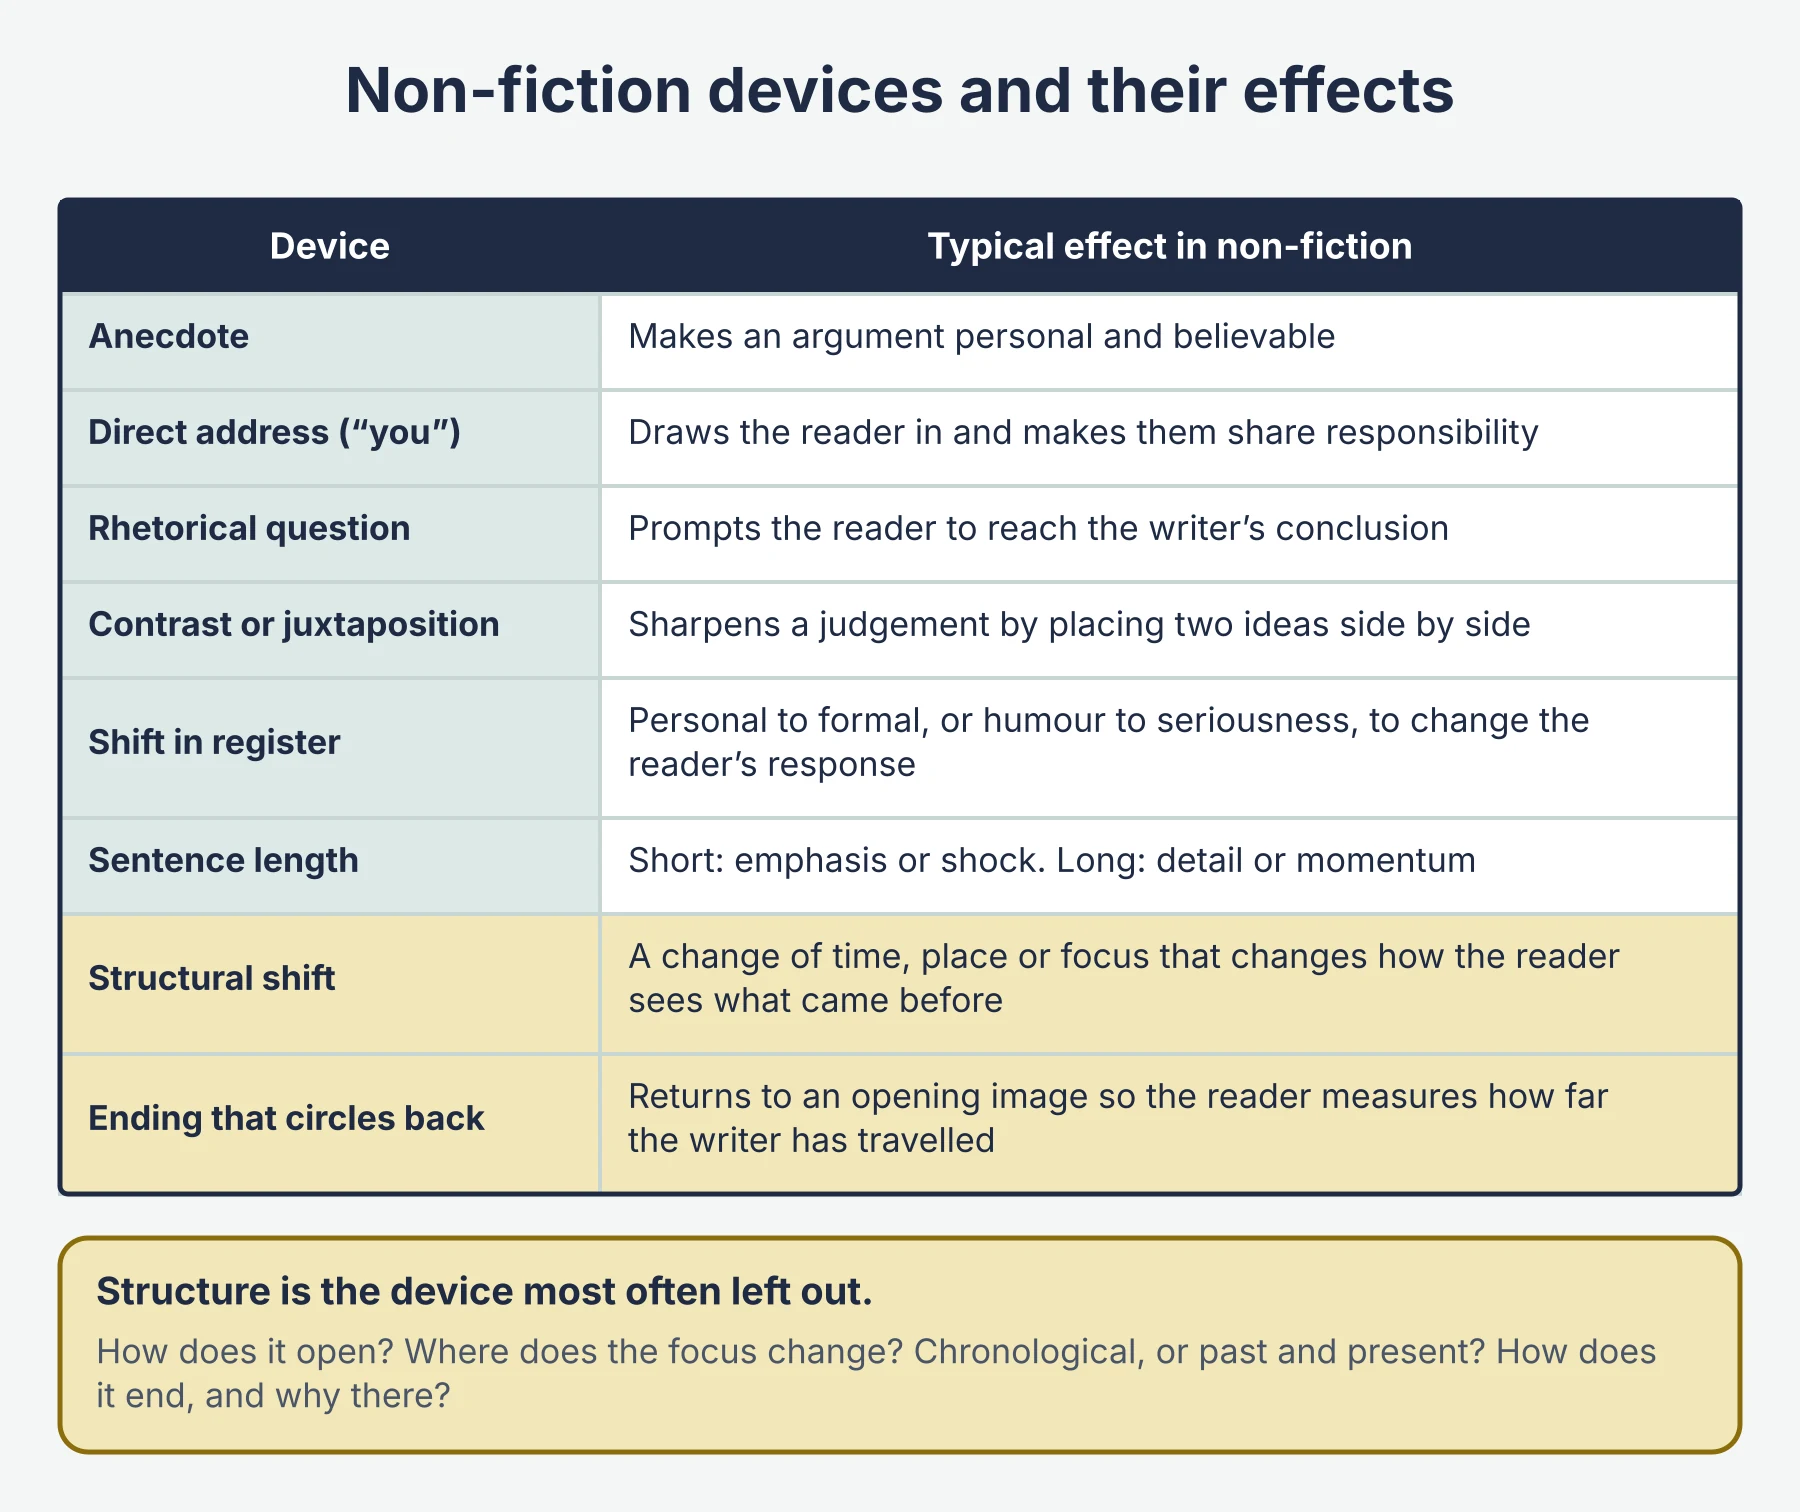 Non-fiction devices and their effects
Device
Typical effect in non-fiction
Anecdote
Makes an argument personal and believable
Direct address (“you”)
Draws the reader in and makes them share responsibility
Rhetorical question
Prompts the reader to reach the writer’s conclusion
Contrast or juxtaposition
Sharpens a judgement by placing two ideas side by side
Shift in register
Personal to formal, or humour to seriousness, to change the
reader’s response
Sentence length
Short: emphasis or shock. Long: detail or momentum
Structural shift
A change of time, place or focus that changes how the reader
sees what came before
Ending that circles back
Returns to an opening image so the reader measures how far
the writer has travelled
Structure is the device most often left out.
How does it open? Where does the focus change? Chronological, or past and present? How does
it end, and why there?